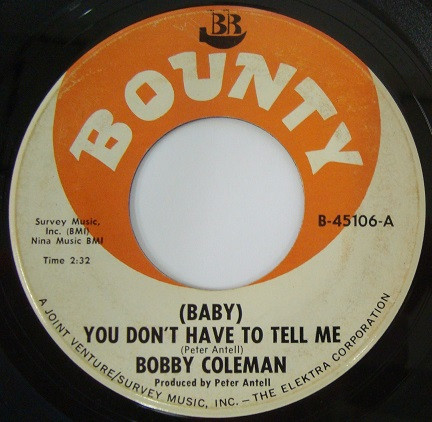 BR
BOUNTY
Survey Music,
Inc. (BMI)
Nina Music BMI
Time 2:32
B-45106-A
(BABY)
YOU DON'T HAVE TO TELL ME
(Peter Antell)
BOBBY COLEMAN
Produced by Peter Antell
A JOINT VENTURE/SURVEY MUSIC, INC.—THE ELEKTRA CORPORATION